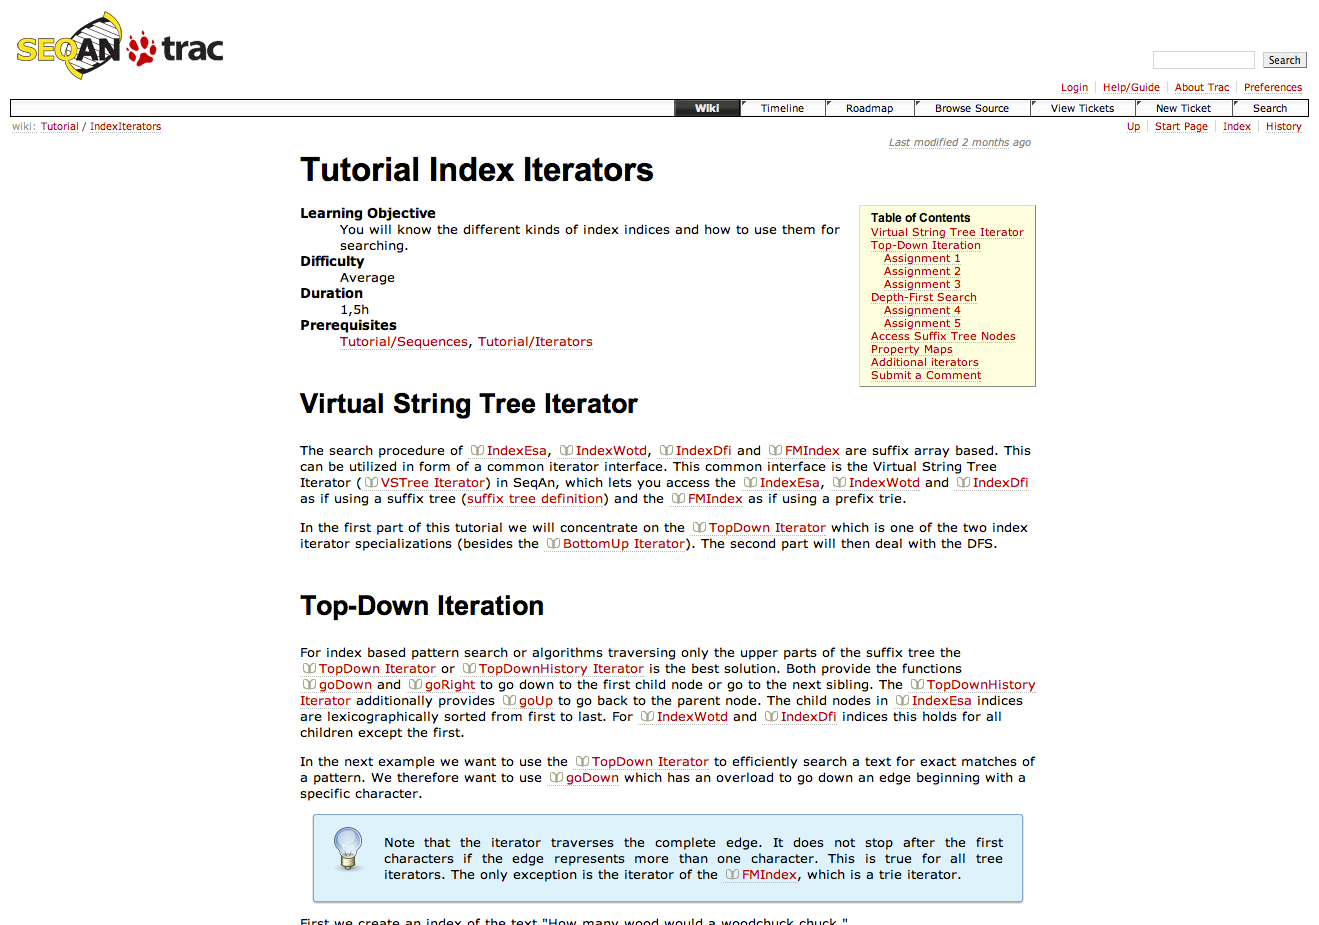 SEQAN trac
Search
Login Help/Guide About Trac Preferences
Wiki Timeline Roadmap Browse Source View Tickets New Ticket Search
wiki: Tutorial / IndexIterators
Up Start Page Index History
Last modified 2 months ago
Tutorial Index Iterators
Learning Objective
You will know the different kinds of index indices and how to use them for
searching.
Difficulty
Average
Duration
1,5h
Prerequisites
Tutorial/Sequences, Tutorial/Iterators
Table of Contents
Virtual String Tree Iterator
Top-Down Iteration
Assignment 1
Assignment 2
Assignment 3
Depth-First Search
Assignment 4
Assignment 5
Access Suffix Tree Nodes
Property Maps
Additional iterators
Submit a Comment
Virtual String Tree Iterator
The search procedure of IndexEsa, IndexWotd, IndexDfi and FMIndex are suffix array based. This
can be utilized in form of a common iterator interface. This common interface is the Virtual String Tree
Iterator ( VSTree Iterator) in SeqAn, which lets you access the IndexEsa, IndexWotd and IndexDfi
as if using a suffix tree (suffix tree definition) and the FMIndex as if using a prefix trie.
In the first part of this tutorial we will concentrate on the TopDown Iterator which is one of the two index
iterator specializations (besides the BottomUp Iterator). The second part will then deal with the DFS.
Top-Down Iteration
For index based pattern search or algorithms traversing only the upper parts of the suffix tree the
TopDown Iterator or TopDownHistory Iterator is the best solution. Both provide the functions
goDown and goRight to go down to the first child node or go to the next sibling. The TopDownHistory
Iterator additionally provides goUp to go back to the parent node. The child nodes in IndexEsa indices
are lexicographically sorted from first to last. For IndexWotd and IndexDfi indices this holds for all
children except the first.
In the next example we want to use the TopDown Iterator to efficiently search a text for exact matches of
a pattern. We therefore want to use goDown which has an overload to go down an edge beginning with a
specific character.
Note that the iterator traverses the complete edge. It does not stop after the first
characters if the edge represents more than one character. This is true for all tree
iterators. The only exception is the iterator of the FMIndex, which is a trie iterator.
First we create an index of the text "How many wood would a woodchuck chuck."